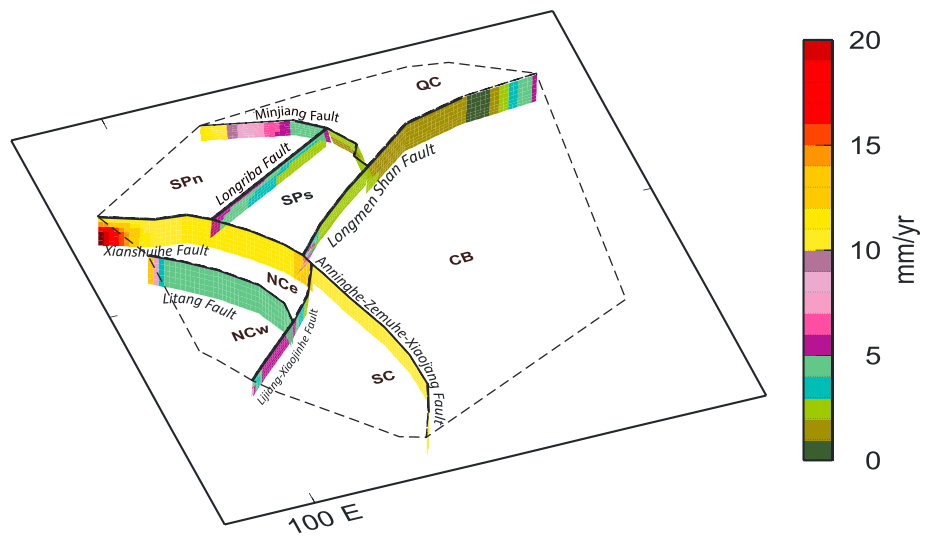 QC
Minjiang Fault
Longriba Fault
SPn
SPs
Longmen Shan Fault
Xianshuihe Fault
CB
Anninghe-Zemuhe-Xiaojang Fault
NCe
Litang Fault
NCw
Lijiang-Xiaojinhe Fault
SC
100 E
20
15
10
5
0
mm/yr